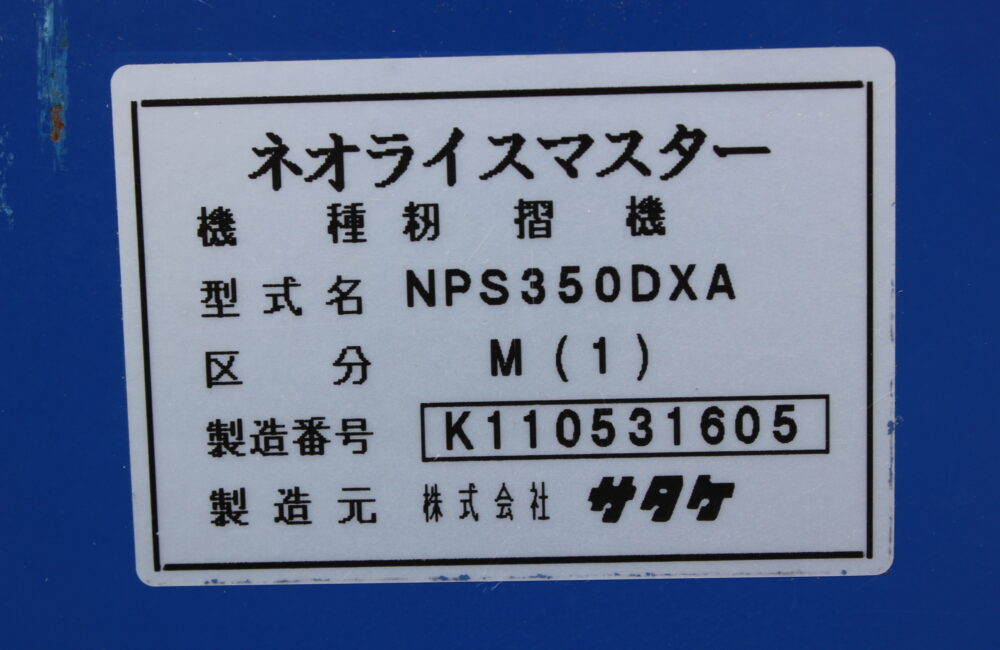 ネオライスマスター
機種 籾摺機
型式名 NPS350DXA
区分 M(1)
製造番号 K110531605
製造元 株式会社 サタケ